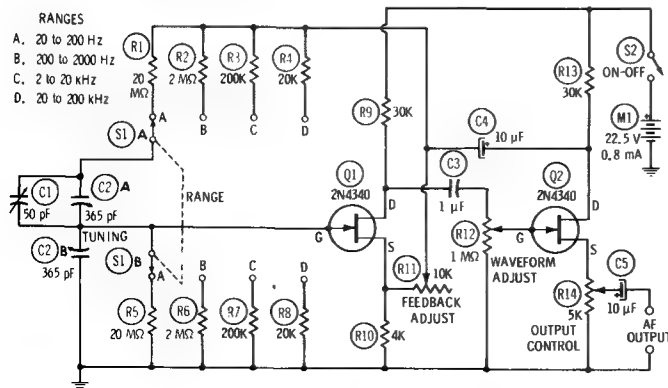 RANGES
A. 20 to 200 Hz
B. 200 to 2000 Hz
C. 2 to 20 kHz
D. 20 to 200 kHz
R1
20 MΩ
R2
2 MΩ
R3
200K
R4
20K
A
B
C
D
S1 A
RANGE
C1
50 pF
C2 A
365 pF
TUNING
C2 B
365 pF
S1 B
A
B
C
D
R5
20 MΩ
R6
2 MΩ
R7
200K
R8
20K
R9
30K
Q1
2N4340
G
D
S
C3
1 μF
C4
10 μF
R10
4K
R11
10K
FEEDBACK ADJUST
R12
1 MΩ
WAVEFORM ADJUST
R13
30K
Q2
2N4340
G
D
S
R14
5K
OUTPUT CONTROL
C5
10 μF
AF OUTPUT
S2
ON-OFF
M1
22.5 V
0.8 mA